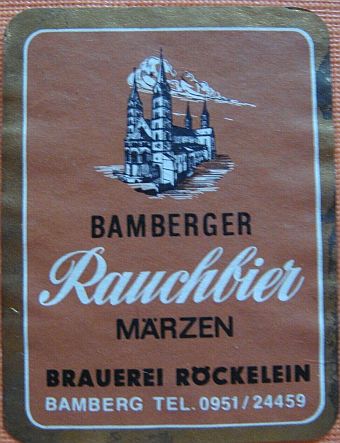 BAMBERGER
Rauchbier
MÄRZEN
BRAUEREI RÖCKELEIN
BAMBERG TEL. 0951/24459